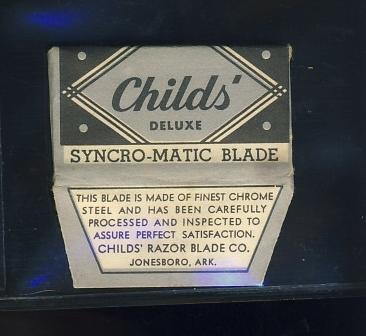 Childs'
DELUXE
SYNCRO-MATIC BLADE
THIS BLADE IS MADE OF FINEST CHROME
STEEL AND HAS BEEN CAREFULLY
PROCESSED AND INSPECTED TO
ASSURE PERFECT SATISFACTION.
CHILDS' RAZOR BLADE CO.
JONESBORO, ARK.